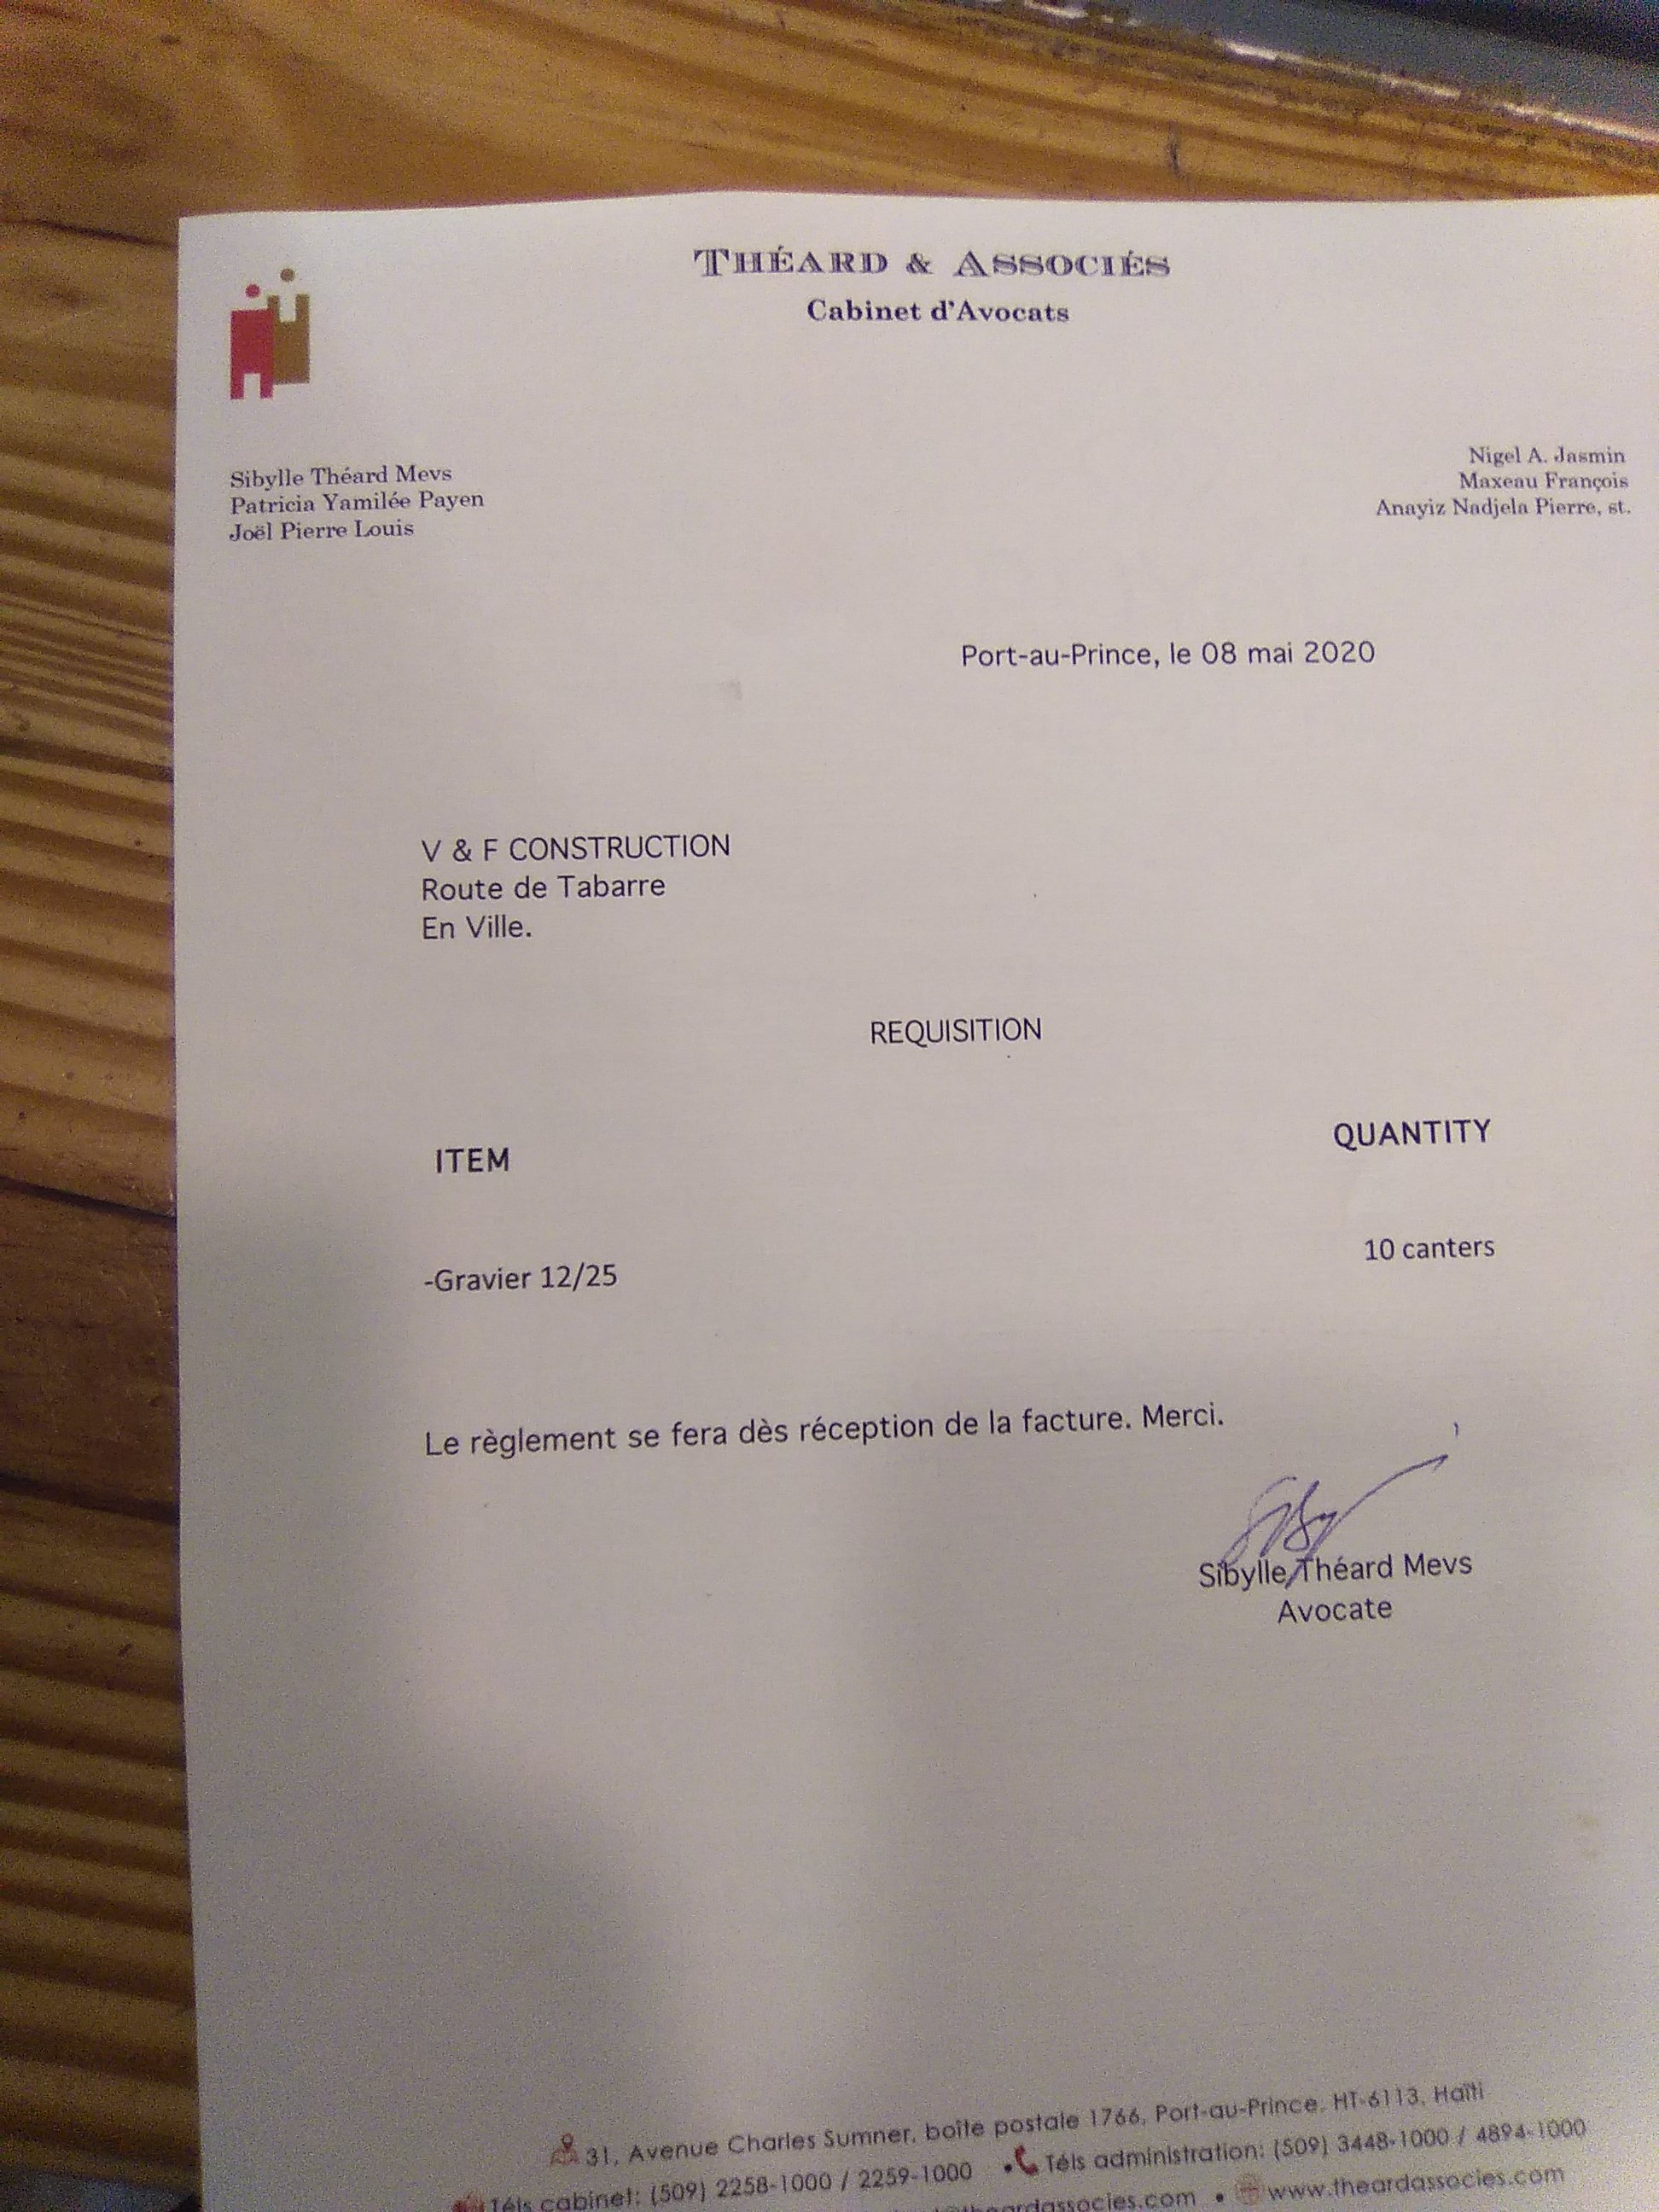 THÉARD & ASSOCIÉS
Cabinet d'Avocats
Sibylle Théard Mevs
Patricia Yamilée Payen
Joël Pierre Louis
Nigel A. Jasmin
Maxeau François
Anayiz Nadjela Pierre, st.
Port-au-Prince, le 08 mai 2020
V & F CONSTRUCTION
Route de Tabarre
En Ville.
REQUISITION
ITEM QUANTITY
-Gravier 12/25 10 canters
Le règlement se fera dès réception de la facture. Merci.
Sibylle Théard Mevs
Avocate
31, Avenue Charles Sumner, boîte postale 1766, Port-au-Prince, HT-6113, Haïti
Téls cabinet: (509) 2258-1000 / 2259-1000 • Téls administration: (509) 3448-1000 / 4894-1000
theardassocies.com • www.theardassocies.com